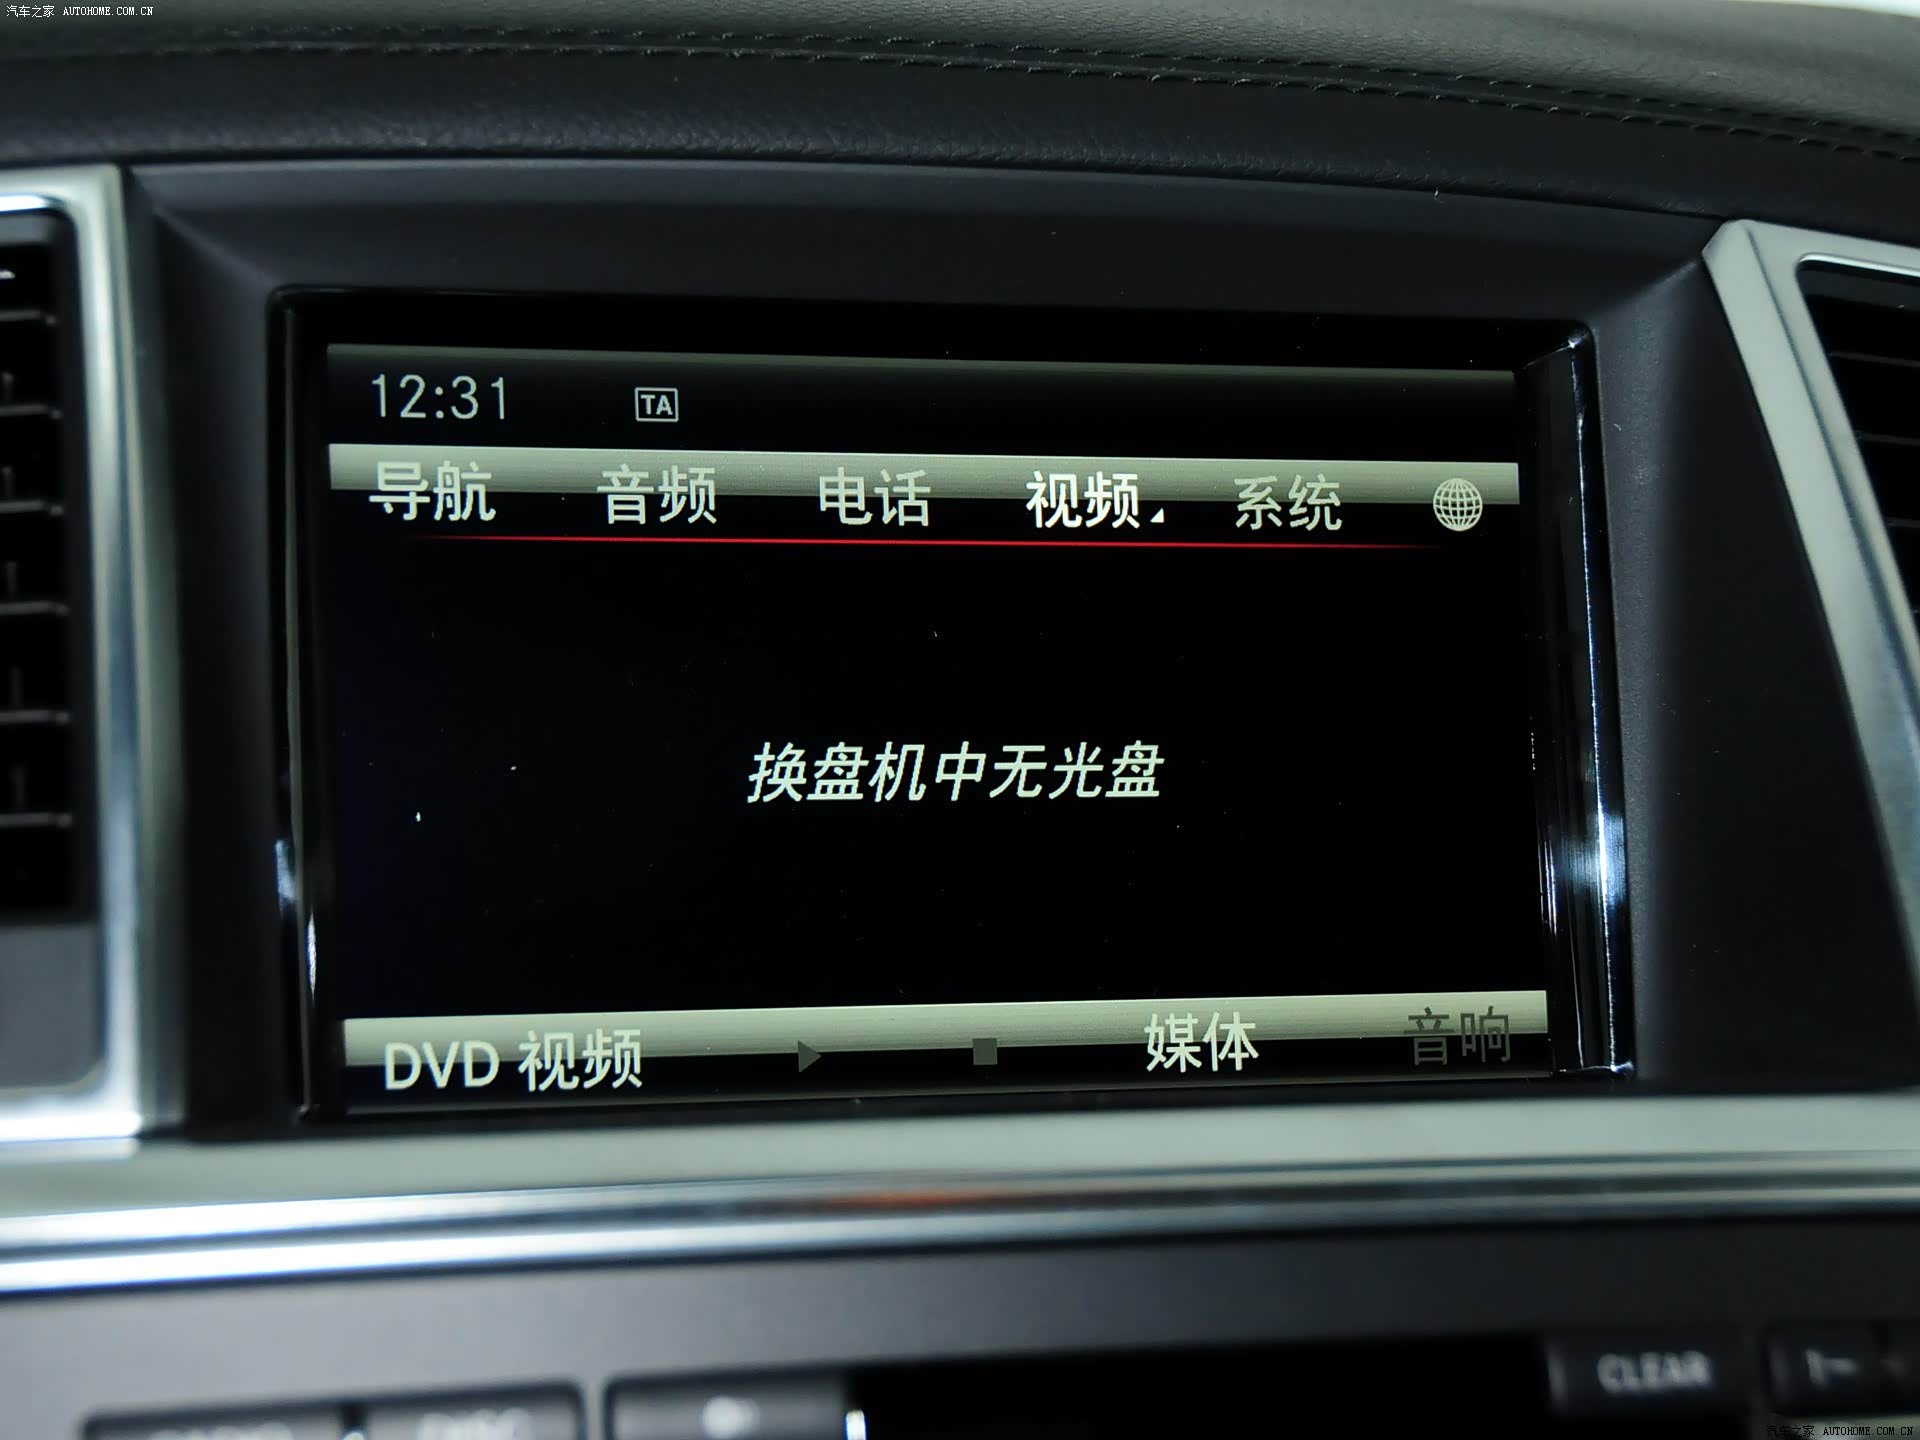 汽车之家 AUTOHOME.COM.CN
12:31 TA
导航 音频 电话 视频 系统
换盘机中无光盘
DVD 视频 媒体 音响
CLEAR
DISC
汽车之家 AUTOHOME.COM.CN